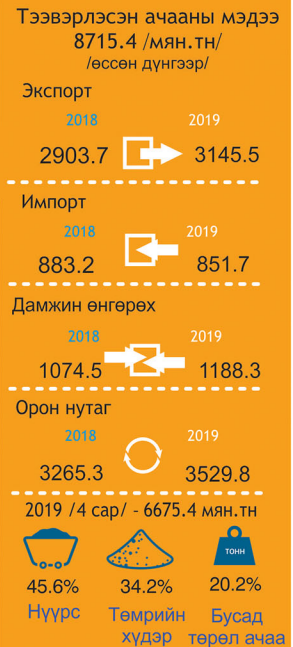 Тээвэрлэсэн ачааны мэдээ
8715.4 /мян.тн/
/өссөн дүнгээр/
Экспорт
2018 2019
2903.7 3145.5
Импорт
2018 2019
883.2 851.7
Дамжин өнгөрөх
2018 2019
1074.5 1188.3
Орон нутаг
2018 2019
3265.3 3529.8
2019 /4 сар/ - 6675.4 мян.тн
тонн
45.6% 34.2% 20.2%
Нүүрс Төмрийн Бусад
хүдэр төрөл ачаа